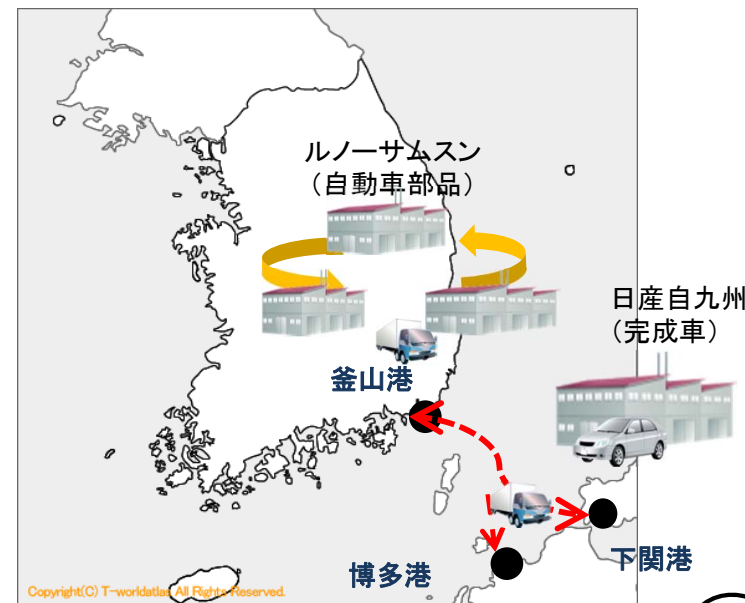 ルノーサムスン
（自動車部品）
日産自九州
（完成車）
釜山港
博多港
下関港
Copyright(C) T-worldatlas All Rights Reserved.